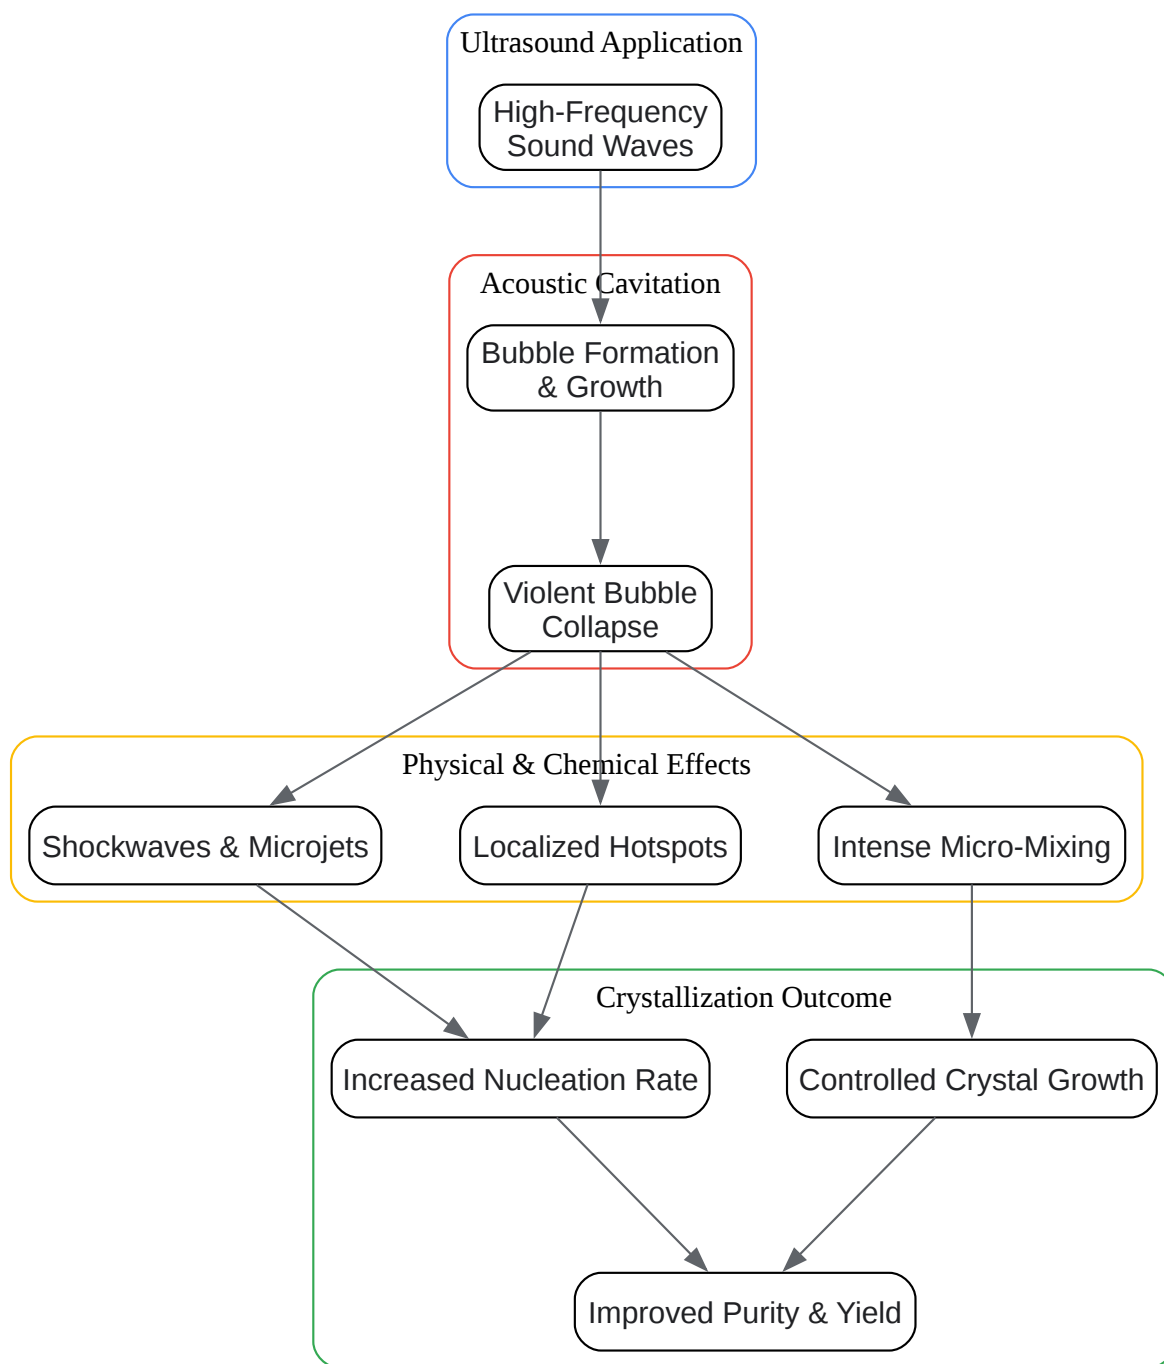 Ultrasound Application
High-Frequency
Sound Waves
Acoustic Cavitation
Bubble Formation
& Growth
Violent Bubble
Collapse
Physical & Chemical Effects
Shockwaves & Microjets
Localized Hotspots
Intense Micro-Mixing
Crystallization Outcome
Increased Nucleation Rate
Controlled Crystal Growth
Improved Purity & Yield